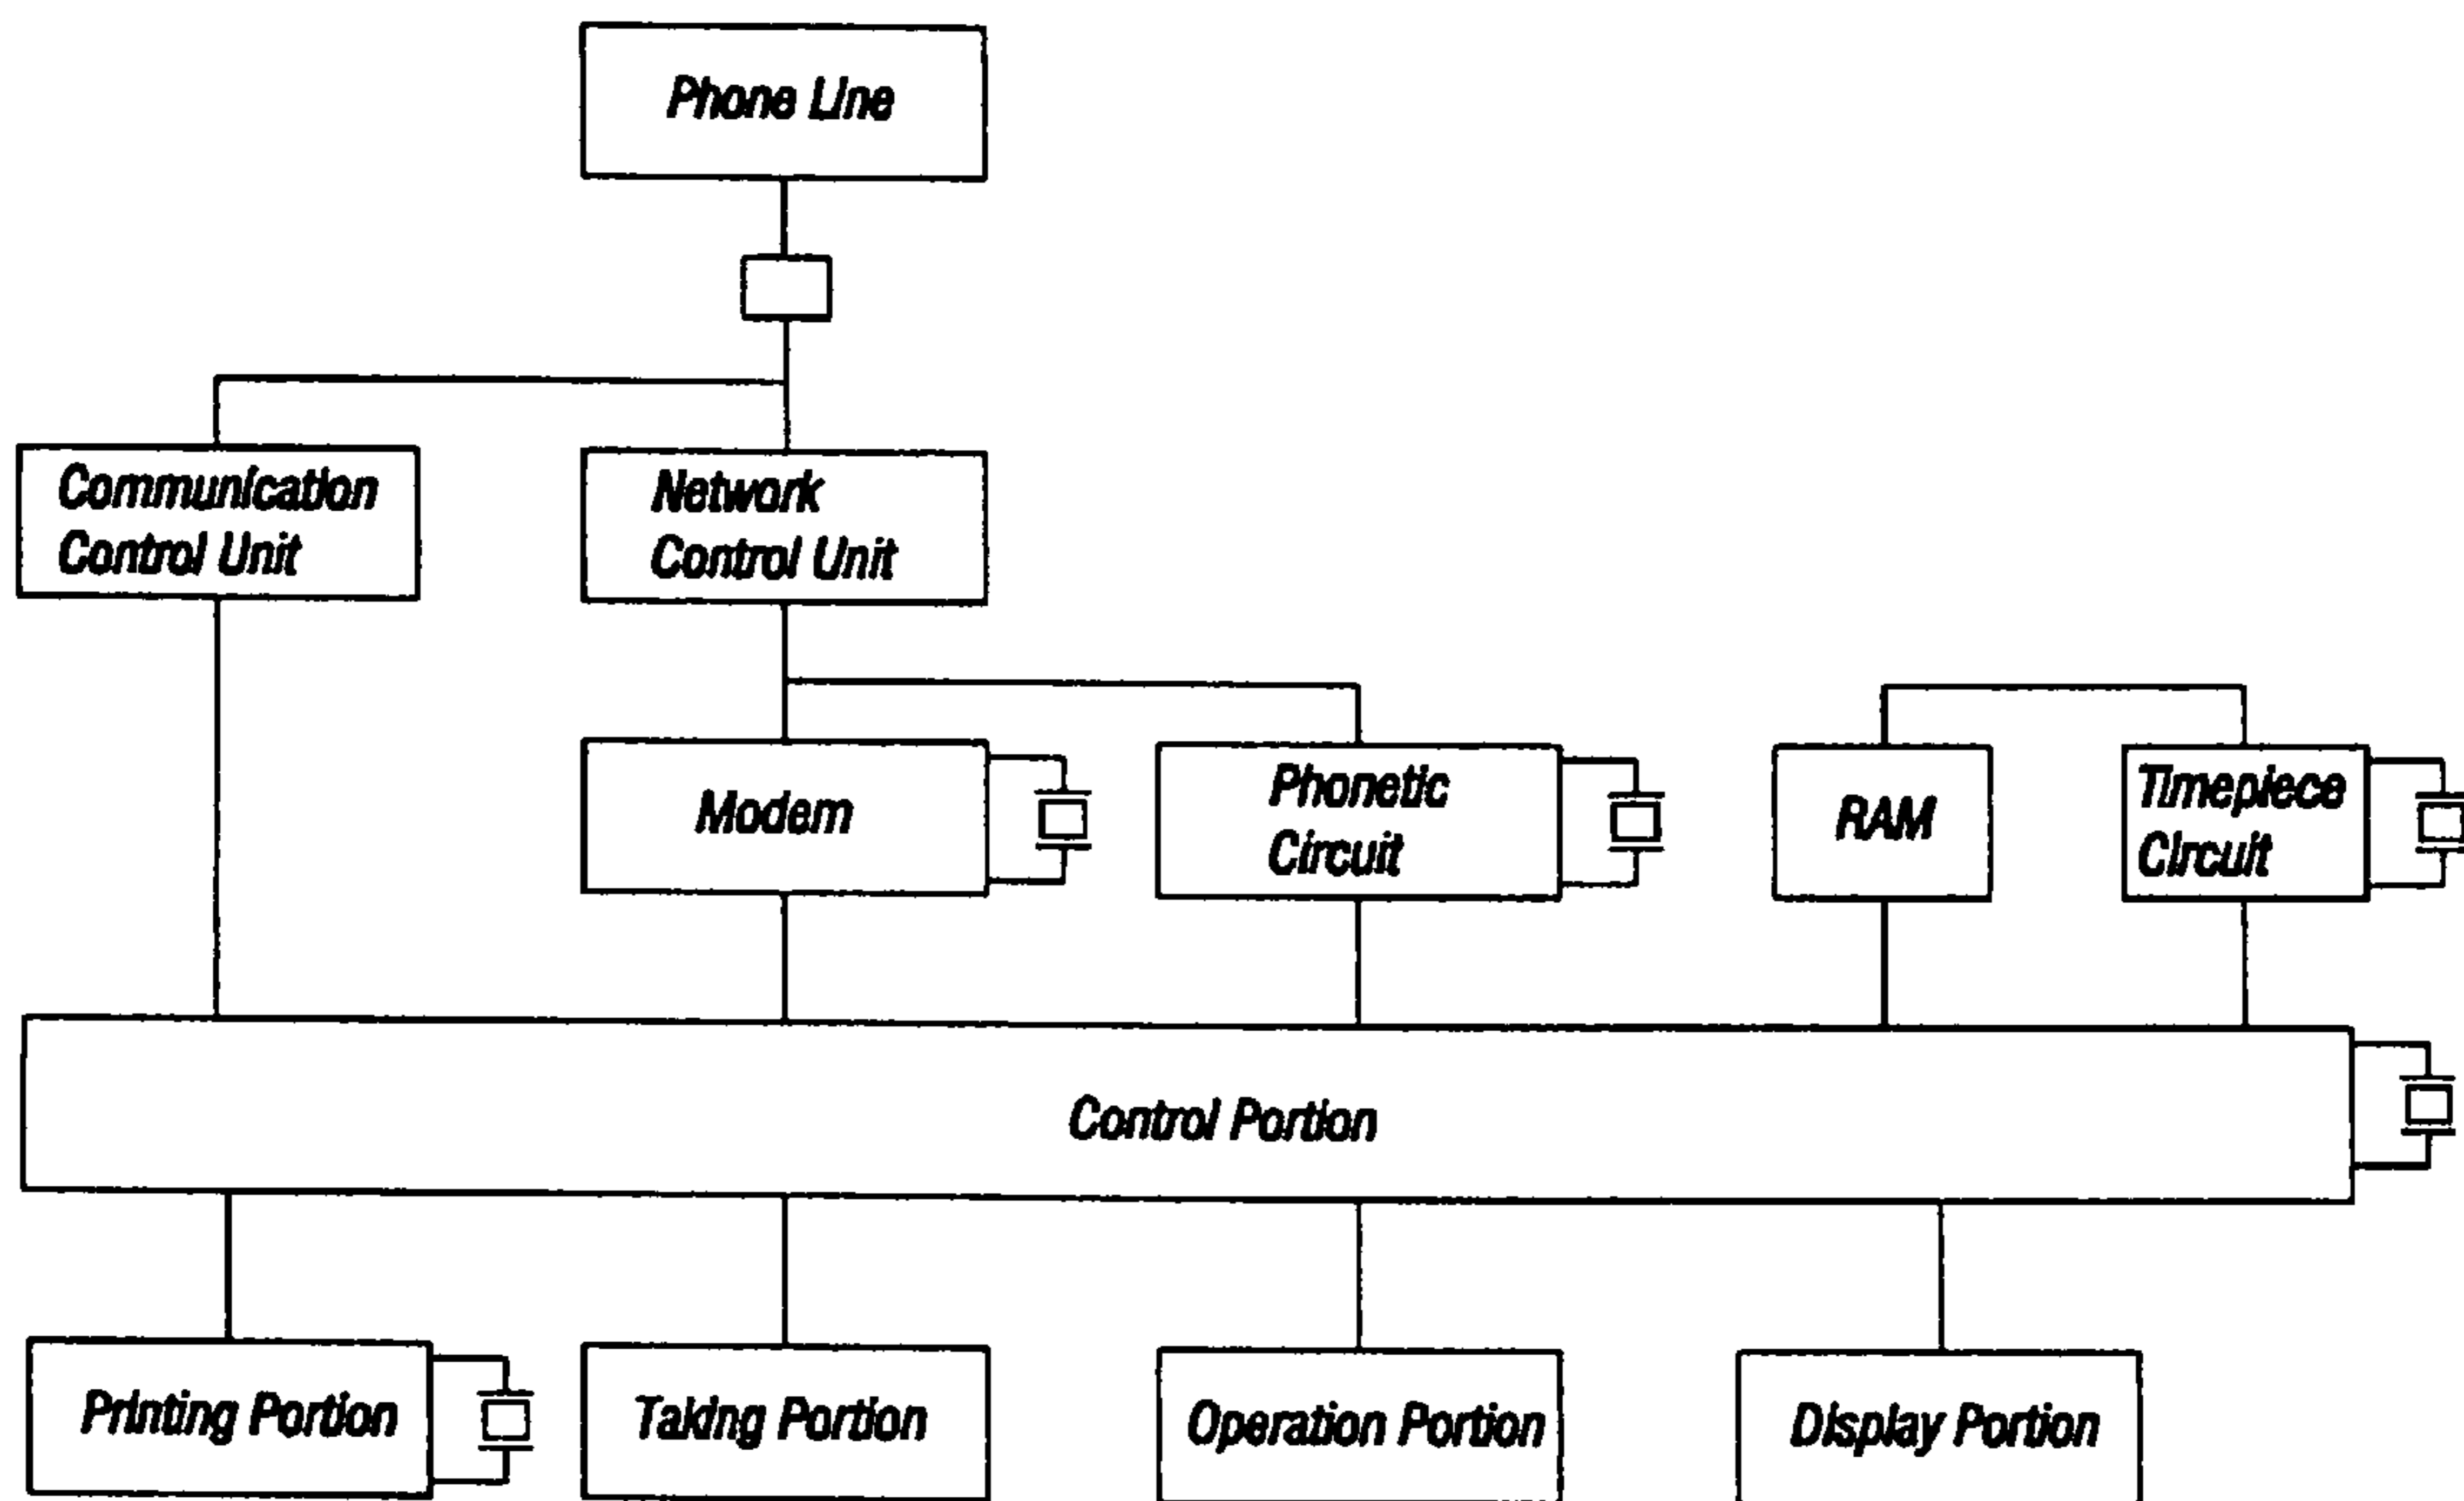 Phone Line
Communication
Control Unit
Network
Control Unit
Modem
Phonetic
Circuit
RAM
Timepiece
Circuit
Control Portion
Printing Portion
Taking Portion
Operation Portion
Display Portion